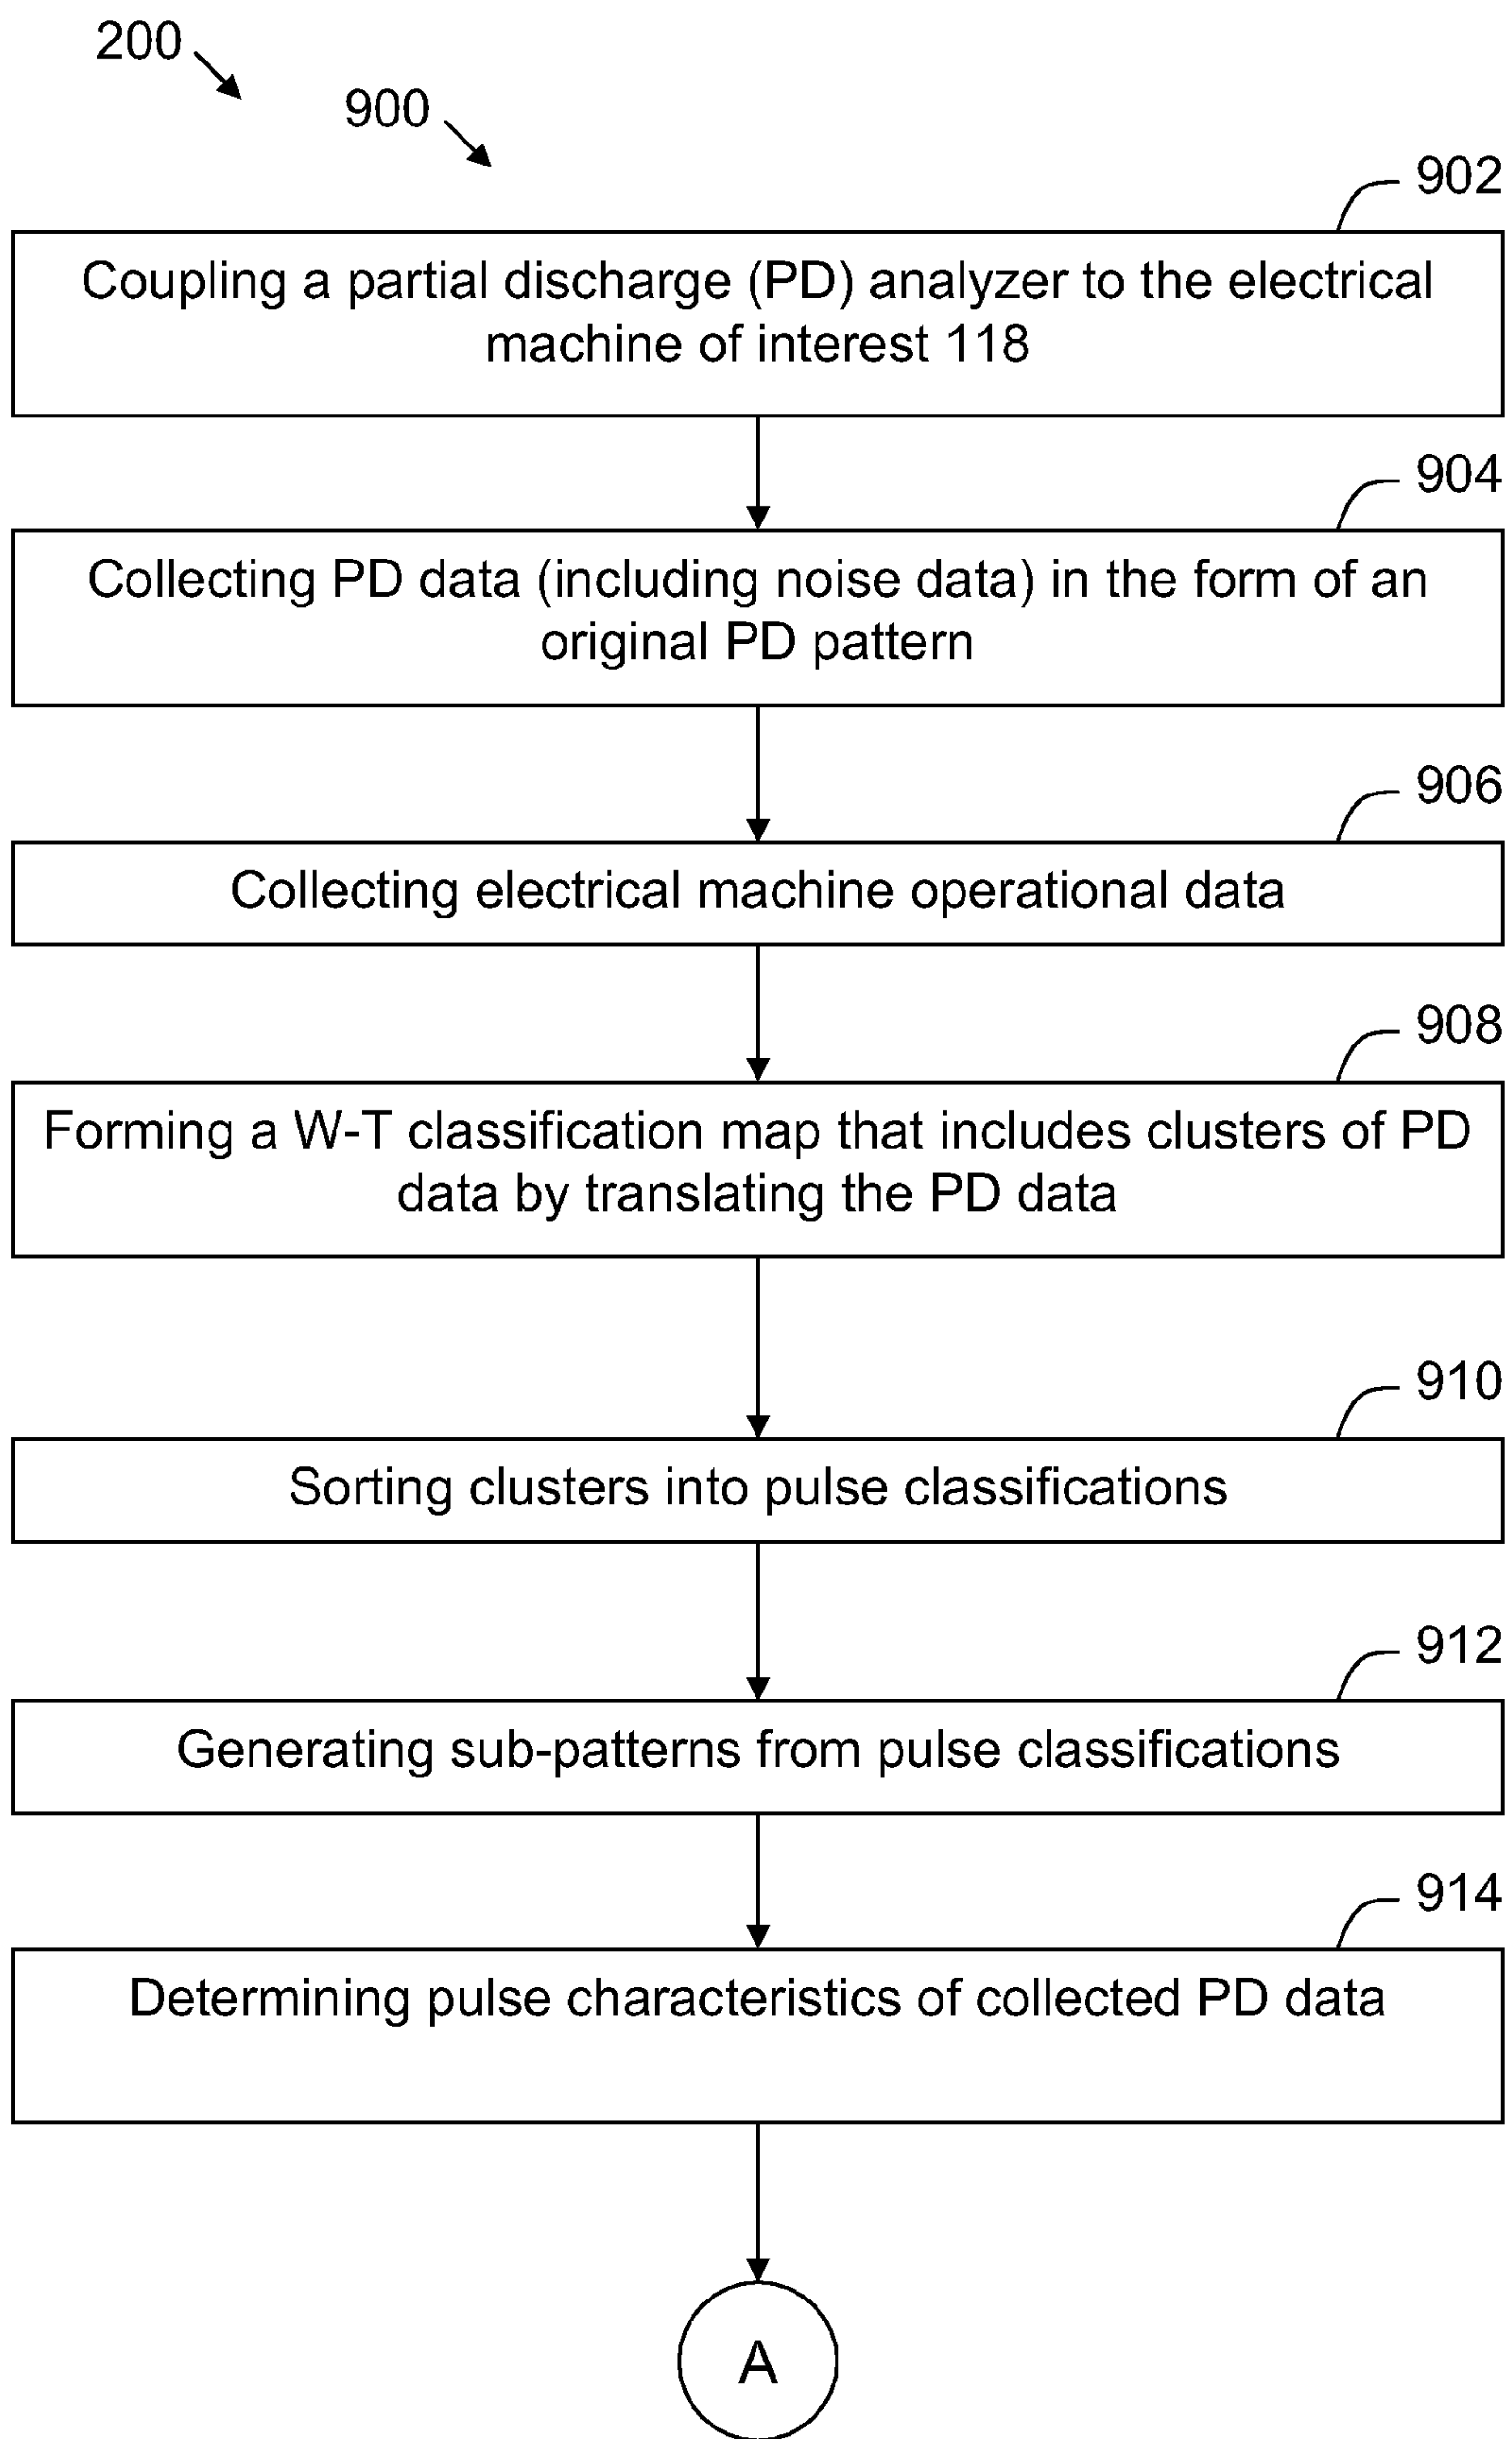 200
900
902
Coupling a partial discharge (PD) analyzer to the electrical
machine of interest 118
904
Collecting PD data (including noise data) in the form of an
original PD pattern
906
Collecting electrical machine operational data
908
Forming a W-T classification map that includes clusters of PD
data by translating the PD data
910
Sorting clusters into pulse classifications
912
Generating sub-patterns from pulse classifications
914
Determining pulse characteristics of collected PD data
A